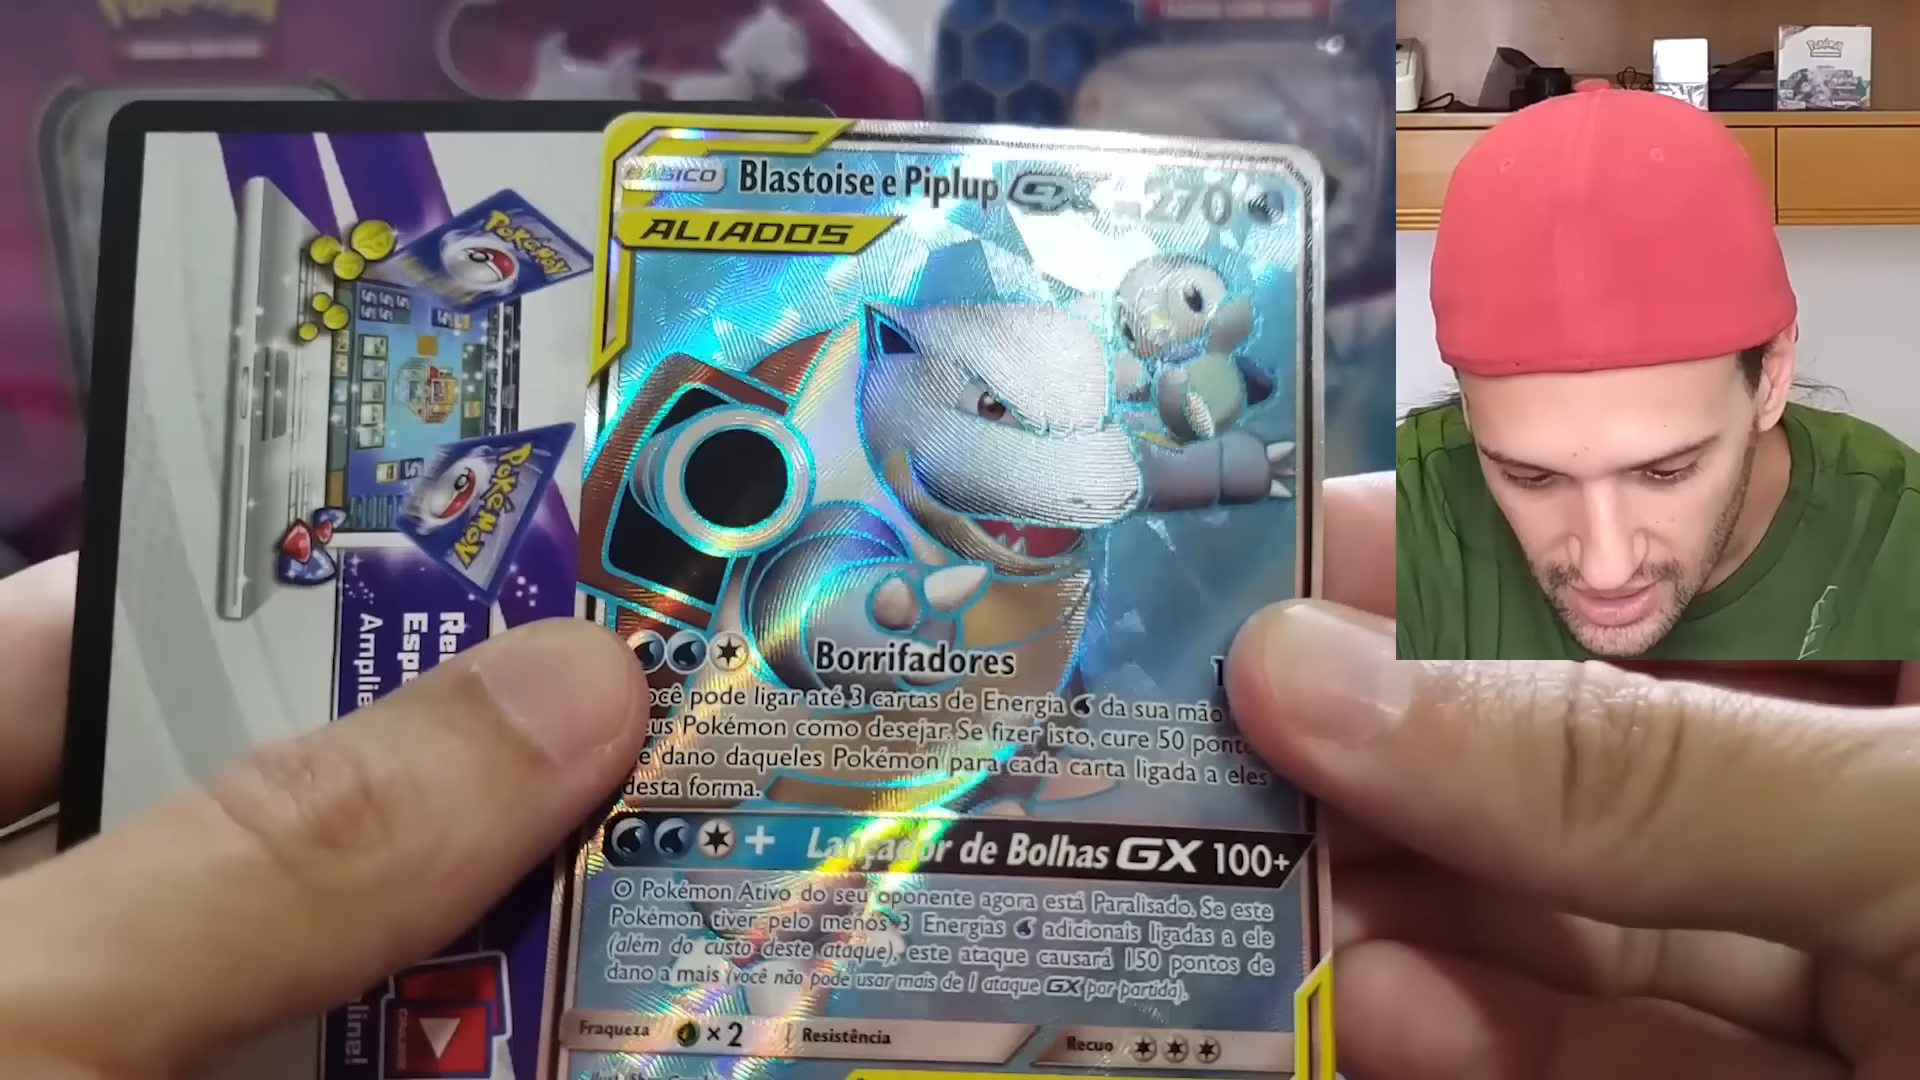 BÁSICO
Blastoise e Piplup GX
270
ALIADOS
POKéMON
POKéMON
Borrifadores
ocê pode ligar até 3 cartas de Energia da sua mão
us Pokémon como desejar. Se fizer isto, cure 50
e dano daqueles Pokémon para cada carta ligada a eles
desta forma.
+ Lançador de Bolhas GX 100+
O Pokémon Ativo do seu oponente agora está Paralisado. Se este
Pokémon tiver pelo menos 3 Energias adicionais ligadas a ele
(além do custo deste ataque), este ataque causará 150 pontos de
dano a mais (você não pode usar mais de 1 ataque GX por partida).
Fraqueza ×2 Resistência Recuo